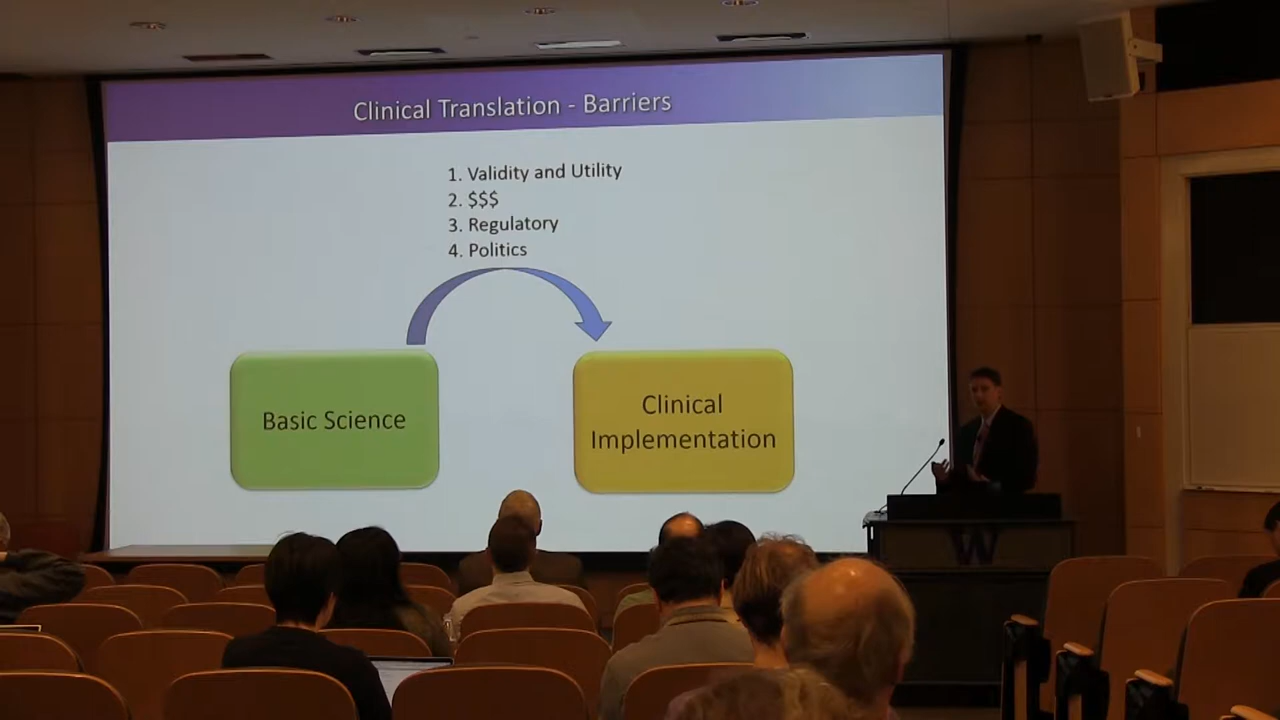 Clinical Translation - Barriers
1. Validity and Utility
2. $$$
3. Regulatory
4. Politics
Basic Science
Clinical
Implementation
W